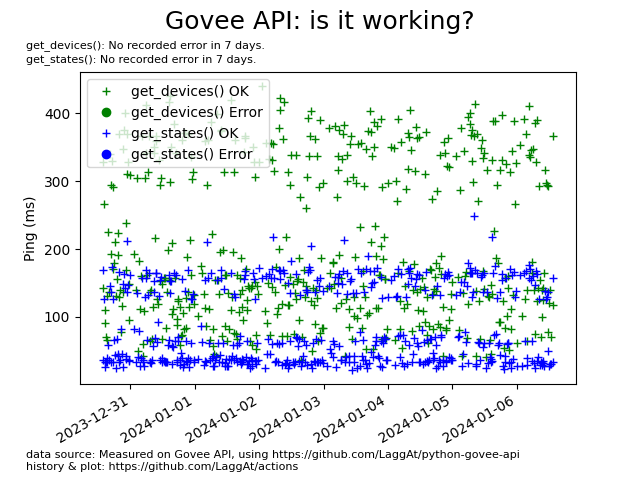 Govee API: is it working?
get_devices(): No recorded error in 7 days.
get_states(): No recorded error in 7 days.
get_devices() OK
get_devices() Error
get_states() OK
get_states() Error
400
300
200
100
Ping (ms)
2023-12-31
2024-01-01
2024-01-02
2024-01-03
2024-01-04
2024-01-05
2024-01-06
data source: Measured on Govee API, using https://github.com/LaggAt/python-govee-api
history & plot: https://github.com/LaggAt/actions